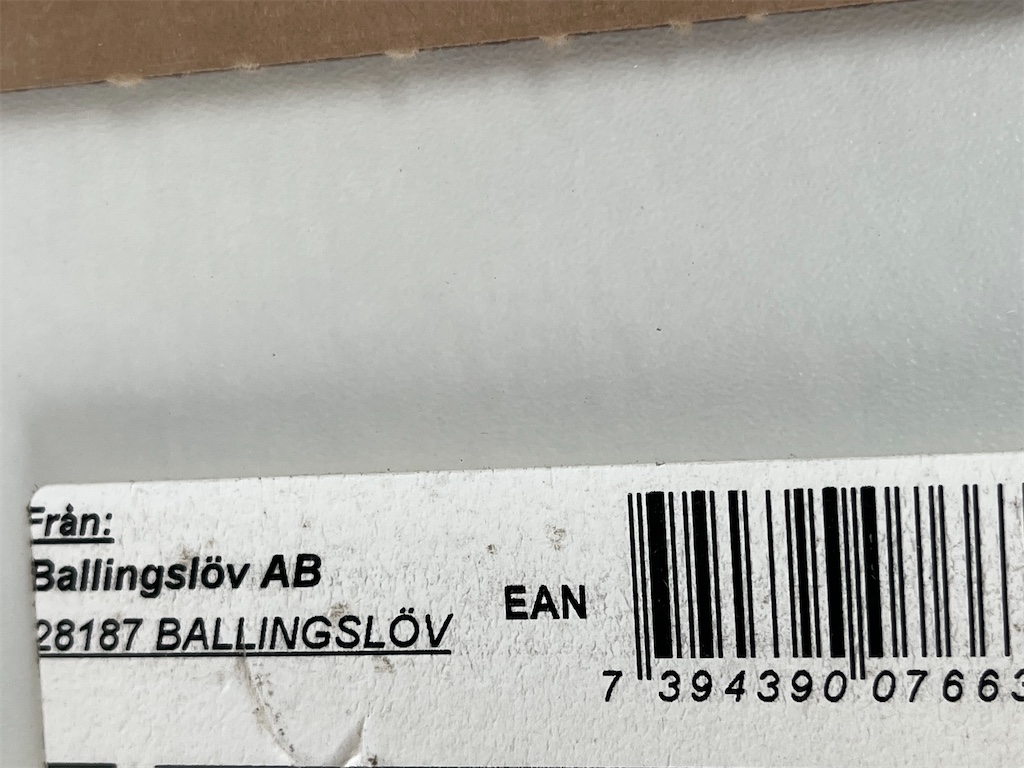 Från:
Ballingslöv AB
28187 BALLINGSLÖV
EAN
7 394390 07663